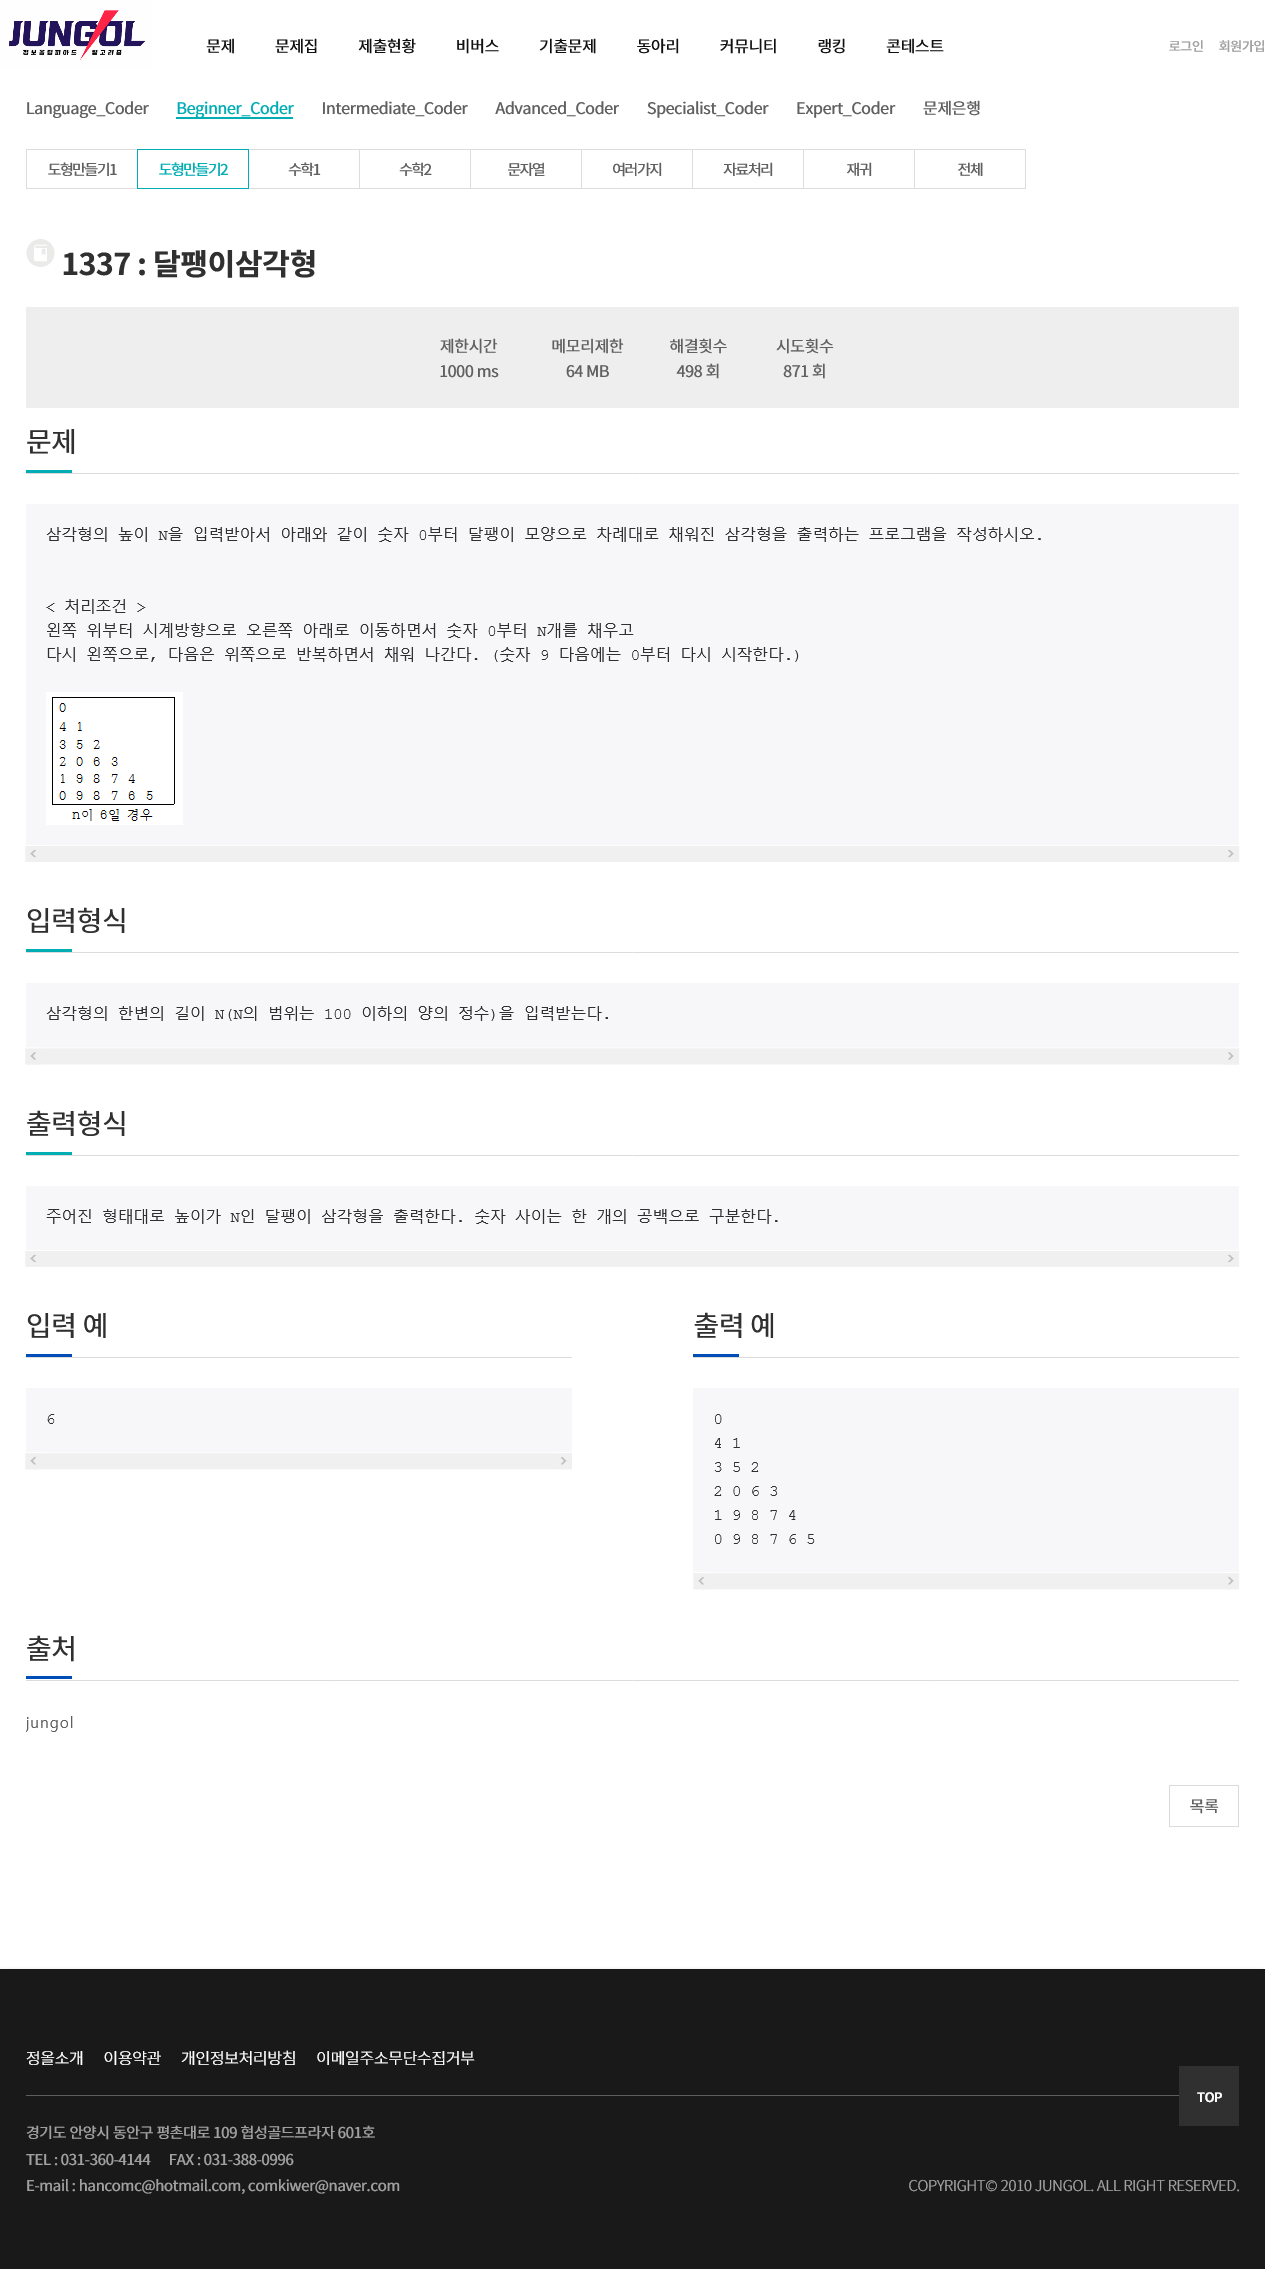 JUNGOL
정보올림피아드 알고리즘
문제 문제집 제출현황 비버스 기출문제 동아리 커뮤니티 랭킹 콘테스트 로그인 회원가입
Language_Coder Beginner_Coder Intermediate_Coder Advanced_Coder Specialist_Coder Expert_Coder 문제은행
도형만들기1 도형만들기2 수학1 수학2 문자열 여러가지 자료처리 재귀 전체
1337 : 달팽이삼각형
제한시간 메모리제한 해결횟수 시도횟수
1000 ms 64 MB 498 회 871 회
문제
삼각형의 높이 N을 입력받아서 아래와 같이 숫자 0부터 달팽이 모양으로 차례대로 채워진 삼각형을 출력하는 프로그램을 작성하시오.
< 처리조건 >
왼쪽 위부터 시계방향으로 오른쪽 아래로 이동하면서 숫자 0부터 N개를 채우고
다시 왼쪽으로, 다음은 위쪽으로 반복하면서 채워 나간다. (숫자 9 다음에는 0부터 다시 시작한다.)
0
4 1
3 5 2
2 0 6 3
1 9 8 7 4
0 9 8 7 6 5
n이 6일 경우
입력형식
삼각형의 한변의 길이 N(N의 범위는 100 이하의 양의 정수)을 입력받는다.
출력형식
주어진 형태대로 높이가 N인 달팽이 삼각형을 출력한다. 숫자 사이는 한 개의 공백으로 구분한다.
입력 예
6
출력 예
0
4 1
3 5 2
2 0 6 3
1 9 8 7 4
0 9 8 7 6 5
출처
jungol
목록
정올소개 이용약관 개인정보처리방침 이메일주소무단수집거부
TOP
경기도 안양시 동안구 평촌대로 109 협성골드프라자 601호
TEL : 031-360-4144 FAX : 031-388-0996
E-mail : hancomc@hotmail.com, comkiwer@naver.com COPYRIGHT© 2010 JUNGOL. ALL RIGHT RESERVED.